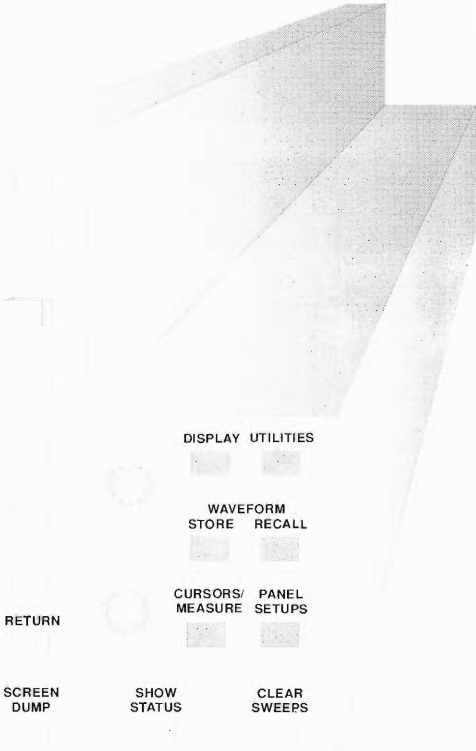 DISPLAY UTILITIES
WAVEFORM
STORE RECALL
CURSORS/ PANEL
MEASURE SETUPS
RETURN
SCREEN SHOW CLEAR
DUMP STATUS SWEEPS